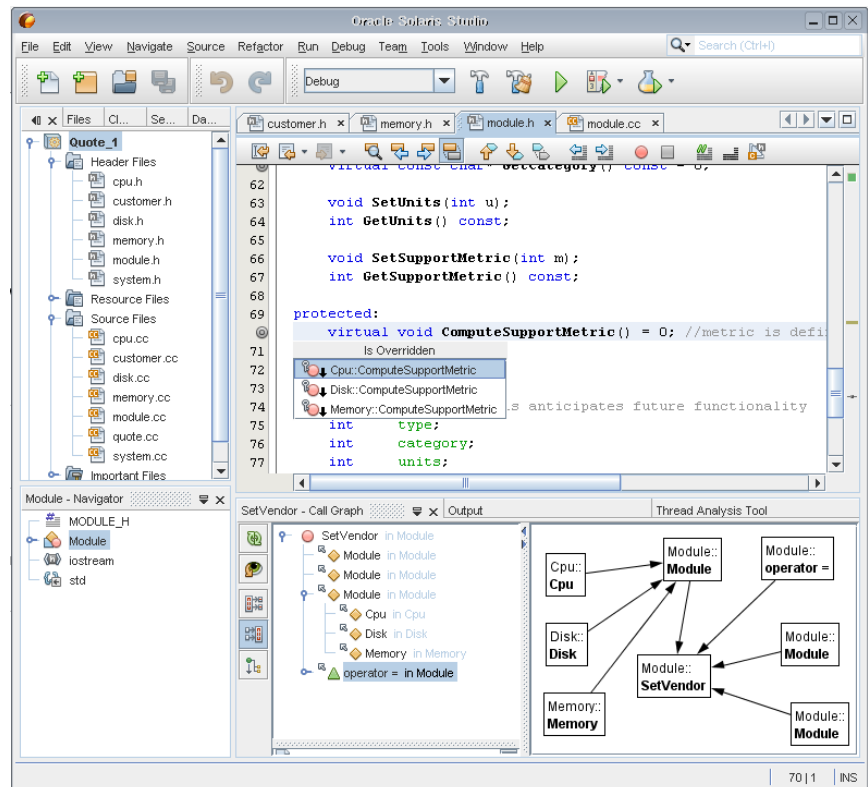 Oracle Solaris Studio
File Edit View Navigate Source Refactor Run Debug Team Tools Window Help
Search (Ctrl+I)
Debug
Files Cl... Se... Da...
Quote_1
Header Files
cpu.h
customer.h
disk.h
memory.h
module.h
system.h
Resource Files
Source Files
cpu.cc
customer.cc
disk.cc
memory.cc
module.cc
quote.cc
system.cc
Important Files
customer.h memory.h module.h module.cc
virtual const char* GetCategory() const = 0;
62
63 void SetUnits(int u);
64 int GetUnits() const;
65
66 void SetSupportMetric(int m);
67 int GetSupportMetric() const;
68
69 protected:
virtual void ComputeSupportMetric() = 0; //metric is defi
71 Is Overridden
72 Cpu::ComputeSupportMetric
73 Disk::ComputeSupportMetric
74 Memory::ComputeSupportMetric s anticipates future functionality
75 int type;
76 int category;
77 int units;
Module - Navigator
MODULE_H
Module
iostream
std
SetVendor - Call Graph Output Thread Analysis Tool
SetVendor in Module
Module in Module
Module in Module
Module in Module
Cpu in Cpu
Disk in Disk
Memory in Memory
operator = in Module
Cpu::
Cpu
Module::
Module
Module::
operator =
Disk::
Disk
Module::
Module
Module::
SetVendor
Memory::
Memory
Module::
Module
70|1 INS